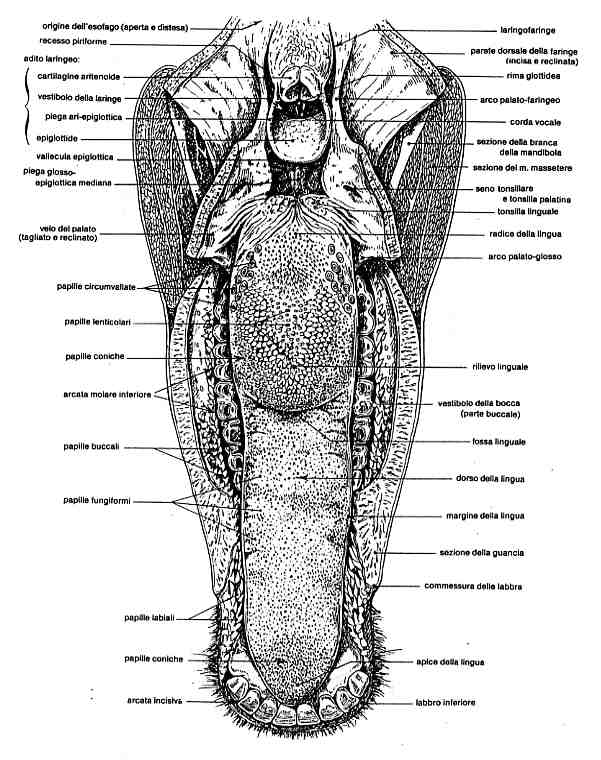 origine dell'esofago (aperta e distesa)
recesso piriforme
adito laringeo:
cartilagine aritenoide
vestibolo della laringe
piega ari-epiglottica
epiglottide
vallecula epiglottica
piega glosso-
epiglottica mediana
velo del palato
(tagliato e reclinato)
papille circumvallate
papille lenticolari
papille coniche
arcata molare inferiore
papille buccali
papille fungiformi
papille labiali
papille coniche
arcata incisiva
laringofaringe
parete dorsale della faringe
(incisa e reclinata)
rima glottidea
arco palato-faringeo
corda vocale
sezione della branca
della mandibola
sezione del m. massetere
seno tonsillare
e tonsilla palatina
tonsilla linguale
radice della lingua
arco palato-glosso
rilievo linguale
vestibolo della bocca
(parte buccale)
fossa linguale
dorso della lingua
margine della lingua
sezione della guancia
commessura delle labbra
apice della lingua
labbro inferiore